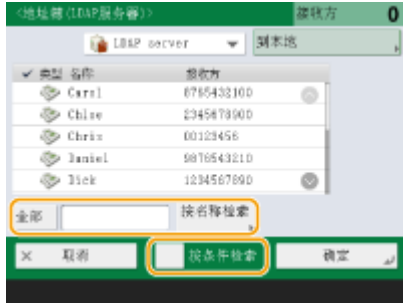 <地址簿(LDAP服务器)> 接收方 0
LDAP server 到本地
✓ 类型 名称 接收方
Carol 8765432100
Chloe 2345678900
Chris 00123456
Daniel 9876543210
Dick 1234567890
全部 按名称检索
× 取消 按条件检索 确定